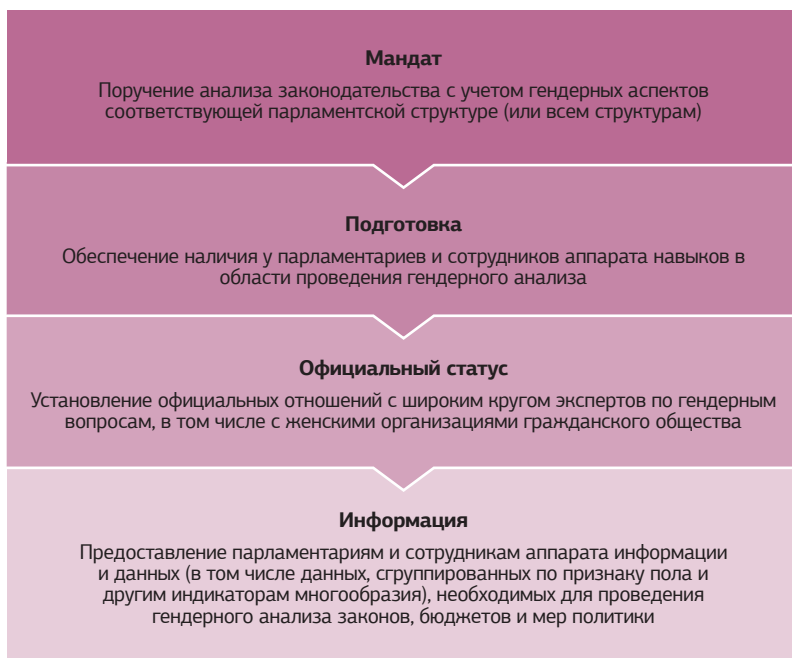 Мандат
Поручение анализа законодательства с учетом гендерных аспектов
соответствующей парламентской структуре (или всем структурам)
Подготовка
Обеспечение наличия у парламентариев и сотрудников аппарата навыков в
области проведения гендерного анализа
Официальный статус
Установление официальных отношений с широким кругом экспертов по гендерным
вопросам, в том числе с женскими организациями гражданского общества
Информация
Предоставление парламентариям и сотрудникам аппарата информации
и данных (в том числе данных, сгруппированных по признаку пола и
другим индикаторам многообразия), необходимых для проведения
гендерного анализа законов, бюджетов и мер политики